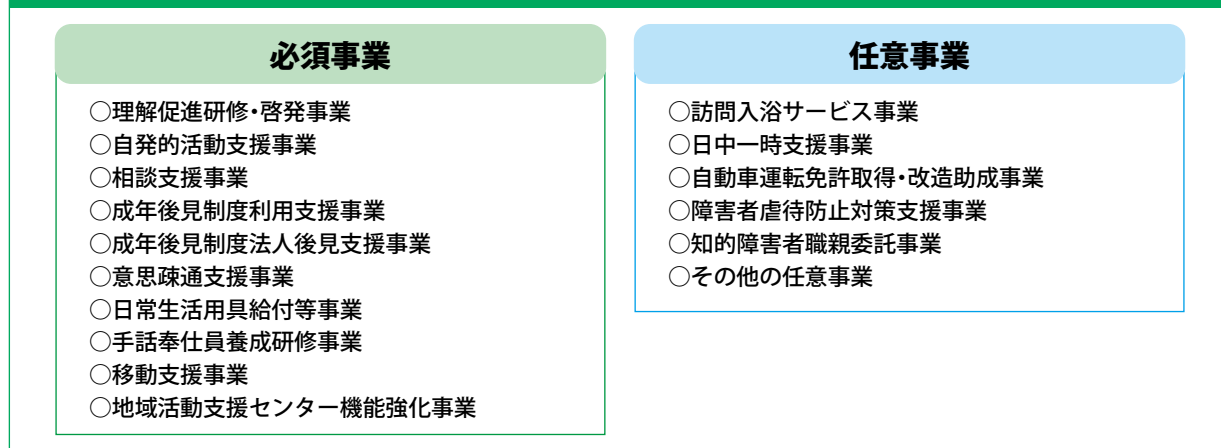 必須事業
○理解促進研修・啓発事業
○自発的活動支援事業
○相談支援事業
○成年後見制度利用支援事業
○成年後見制度法人後見支援事業
○意思疎通支援事業
○日常生活用具給付等事業
○手話奉仕員養成研修事業
○移動支援事業
○地域活動支援センター機能強化事業
任意事業
○訪問入浴サービス事業
○日中一時支援事業
○自動車運転免許取得・改造助成事業
○障害者虐待防止対策支援事業
○知的障害者職親委託事業
○その他の任意事業